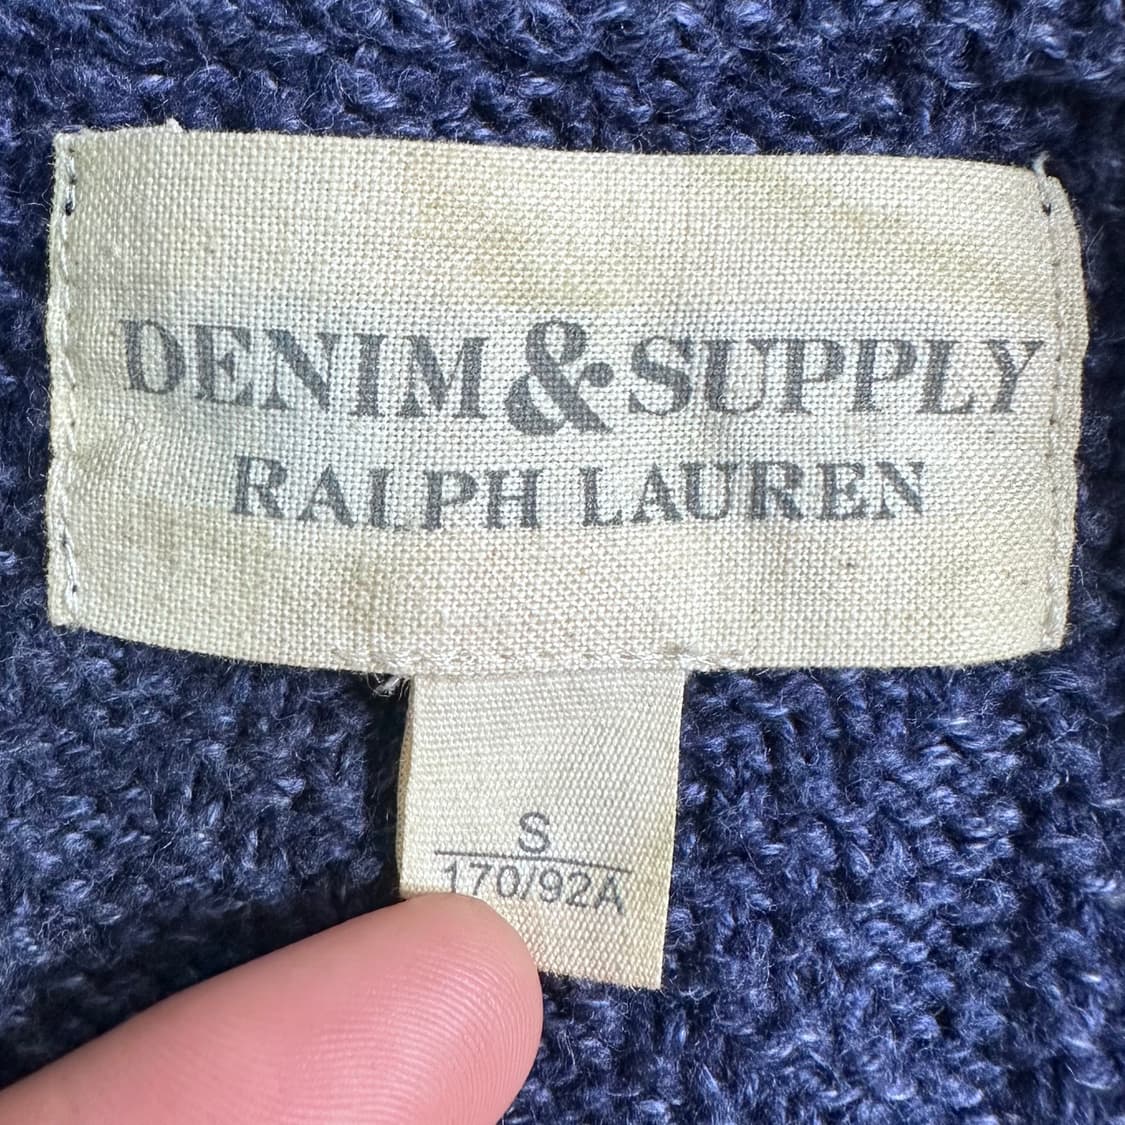 DENIM & SUPPLY
RALPH LAUREN
S
170/92A